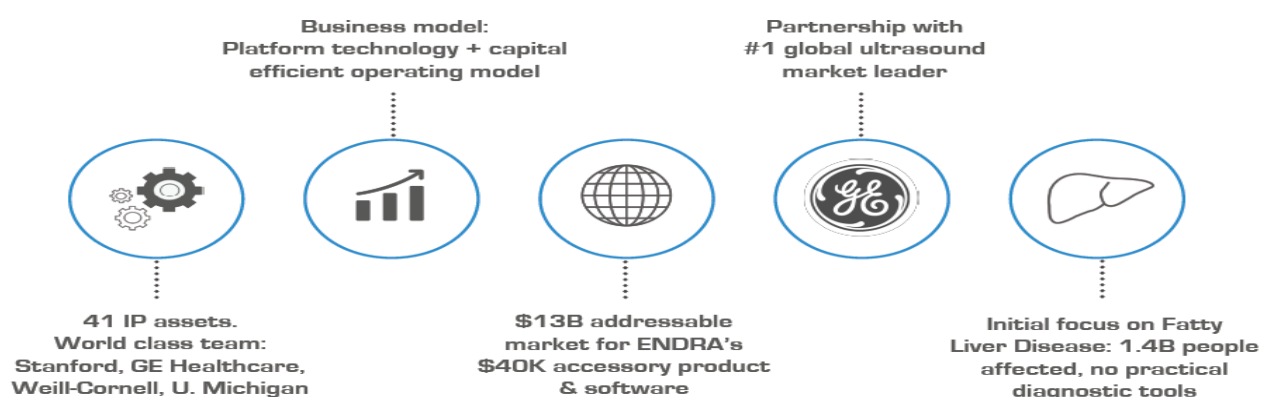 Business model:
Platform technology + capital
efficient operating model
Partnership with
#1 global ultrasound
market leader
GE
41 IP assets.
World class team:
Stanford, GE Healthcare,
Weill-Cornell, U. Michigan
$13B addressable
market for ENDRA's
$40K accessory product
& software
Initial focus on Fatty
Liver Disease: 1.4B people
affected, no practical
diagnostic tools